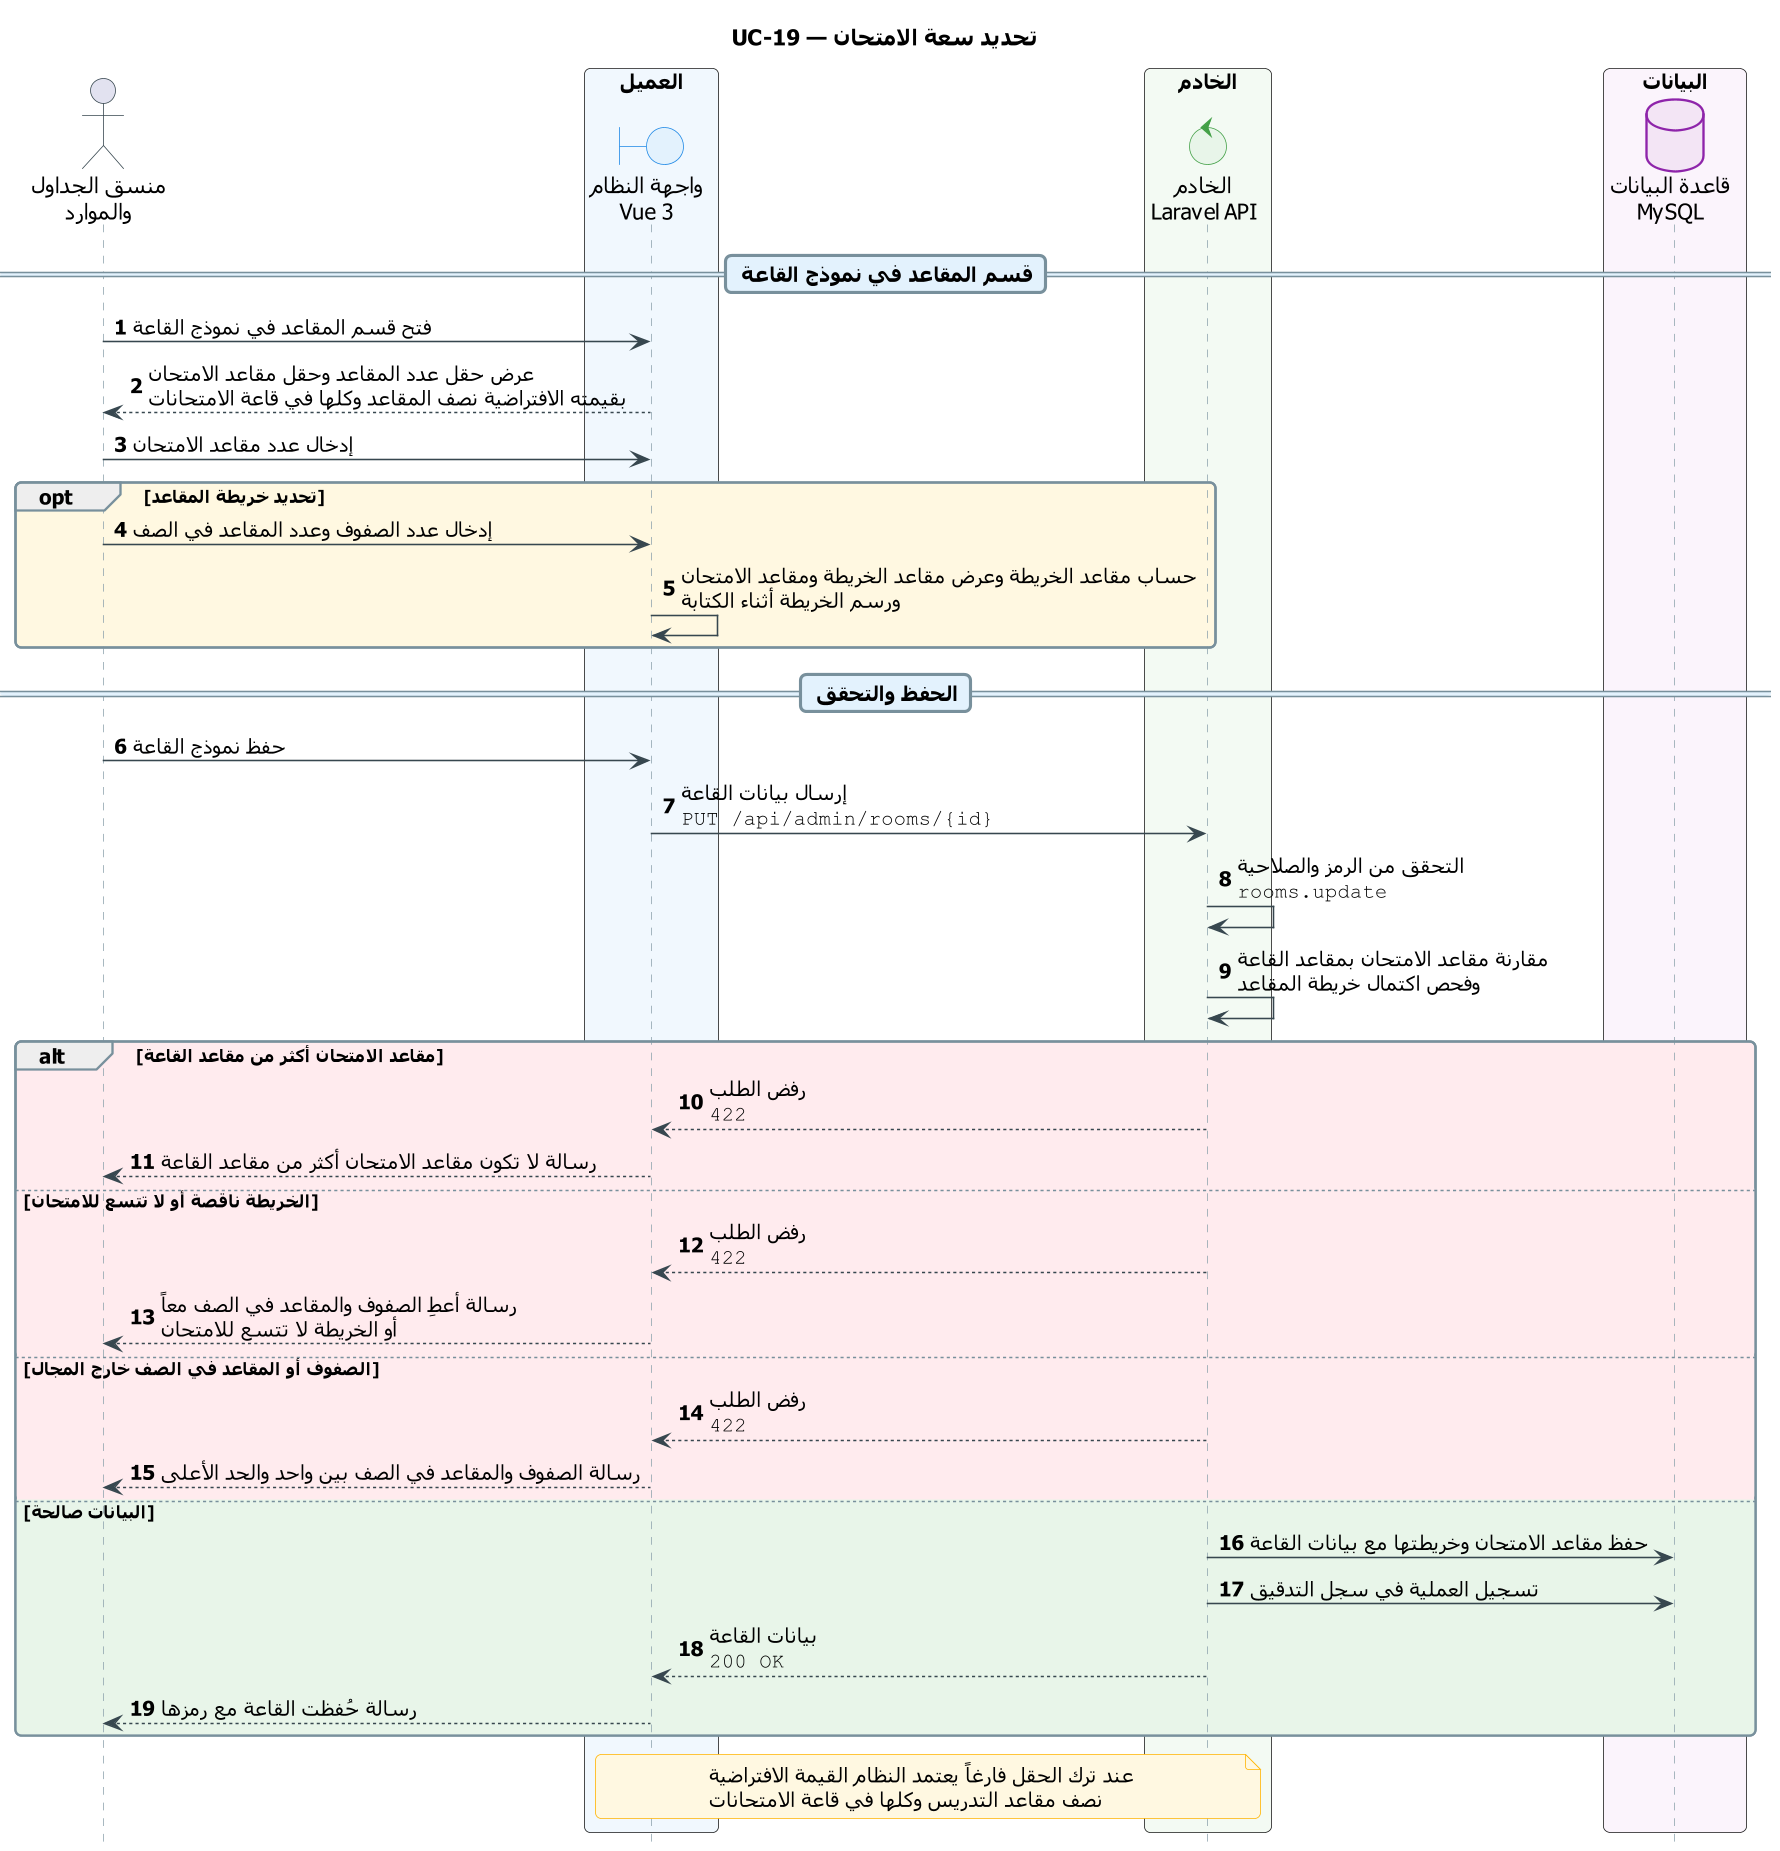 UC-19 — تحديد سعة الامتحان
العميل
الخادم
البيانات
منسق الجداول
والموارد
واجهة النظام
Vue 3
الخادم
Laravel API
قاعدة البيانات
MySQL
قسم المقاعد في نموذج القاعة
1 فتح قسم المقاعد في نموذج القاعة
2 عرض حقل عدد المقاعد وحقل مقاعد الامتحان
بقيمته الافتراضية نصف المقاعد وكلها في قاعة الامتحانات
3 إدخال عدد مقاعد الامتحان
opt [تحديد خريطة المقاعد]
4 إدخال عدد الصفوف وعدد المقاعد في الصف
5 حساب مقاعد الخريطة وعرض مقاعد الخريطة ومقاعد الامتحان
ورسم الخريطة أثناء الكتابة
الحفظ والتحقق
6 حفظ نموذج القاعة
7 إرسال بيانات القاعة
PUT /api/admin/rooms/{id}
8 التحقق من الرمز والصلاحية
rooms.update
9 مقارنة مقاعد الامتحان بمقاعد القاعة
وفحص اكتمال خريطة المقاعد
alt [مقاعد الامتحان أكثر من مقاعد القاعة]
10 رفض الطلب
422
11 رسالة لا تكون مقاعد الامتحان أكثر من مقاعد القاعة
[الخريطة ناقصة أو لا تتسع للامتحان]
12 رفض الطلب
422
13 رسالة أعطِ الصفوف والمقاعد في الصف معاً
أو الخريطة لا تتسع للامتحان
[الصفوف أو المقاعد في الصف خارج المجال]
14 رفض الطلب
422
15 رسالة الصفوف والمقاعد في الصف بين واحد والحد الأعلى
[البيانات صالحة]
16 حفظ مقاعد الامتحان وخريطتها مع بيانات القاعة
17 تسجيل العملية في سجل التدقيق
18 بيانات القاعة
200 OK
19 رسالة حُفظت القاعة مع رمزها
عند ترك الحقل فارغاً يعتمد النظام القيمة الافتراضية
نصف مقاعد التدريس وكلها في قاعة الامتحانات